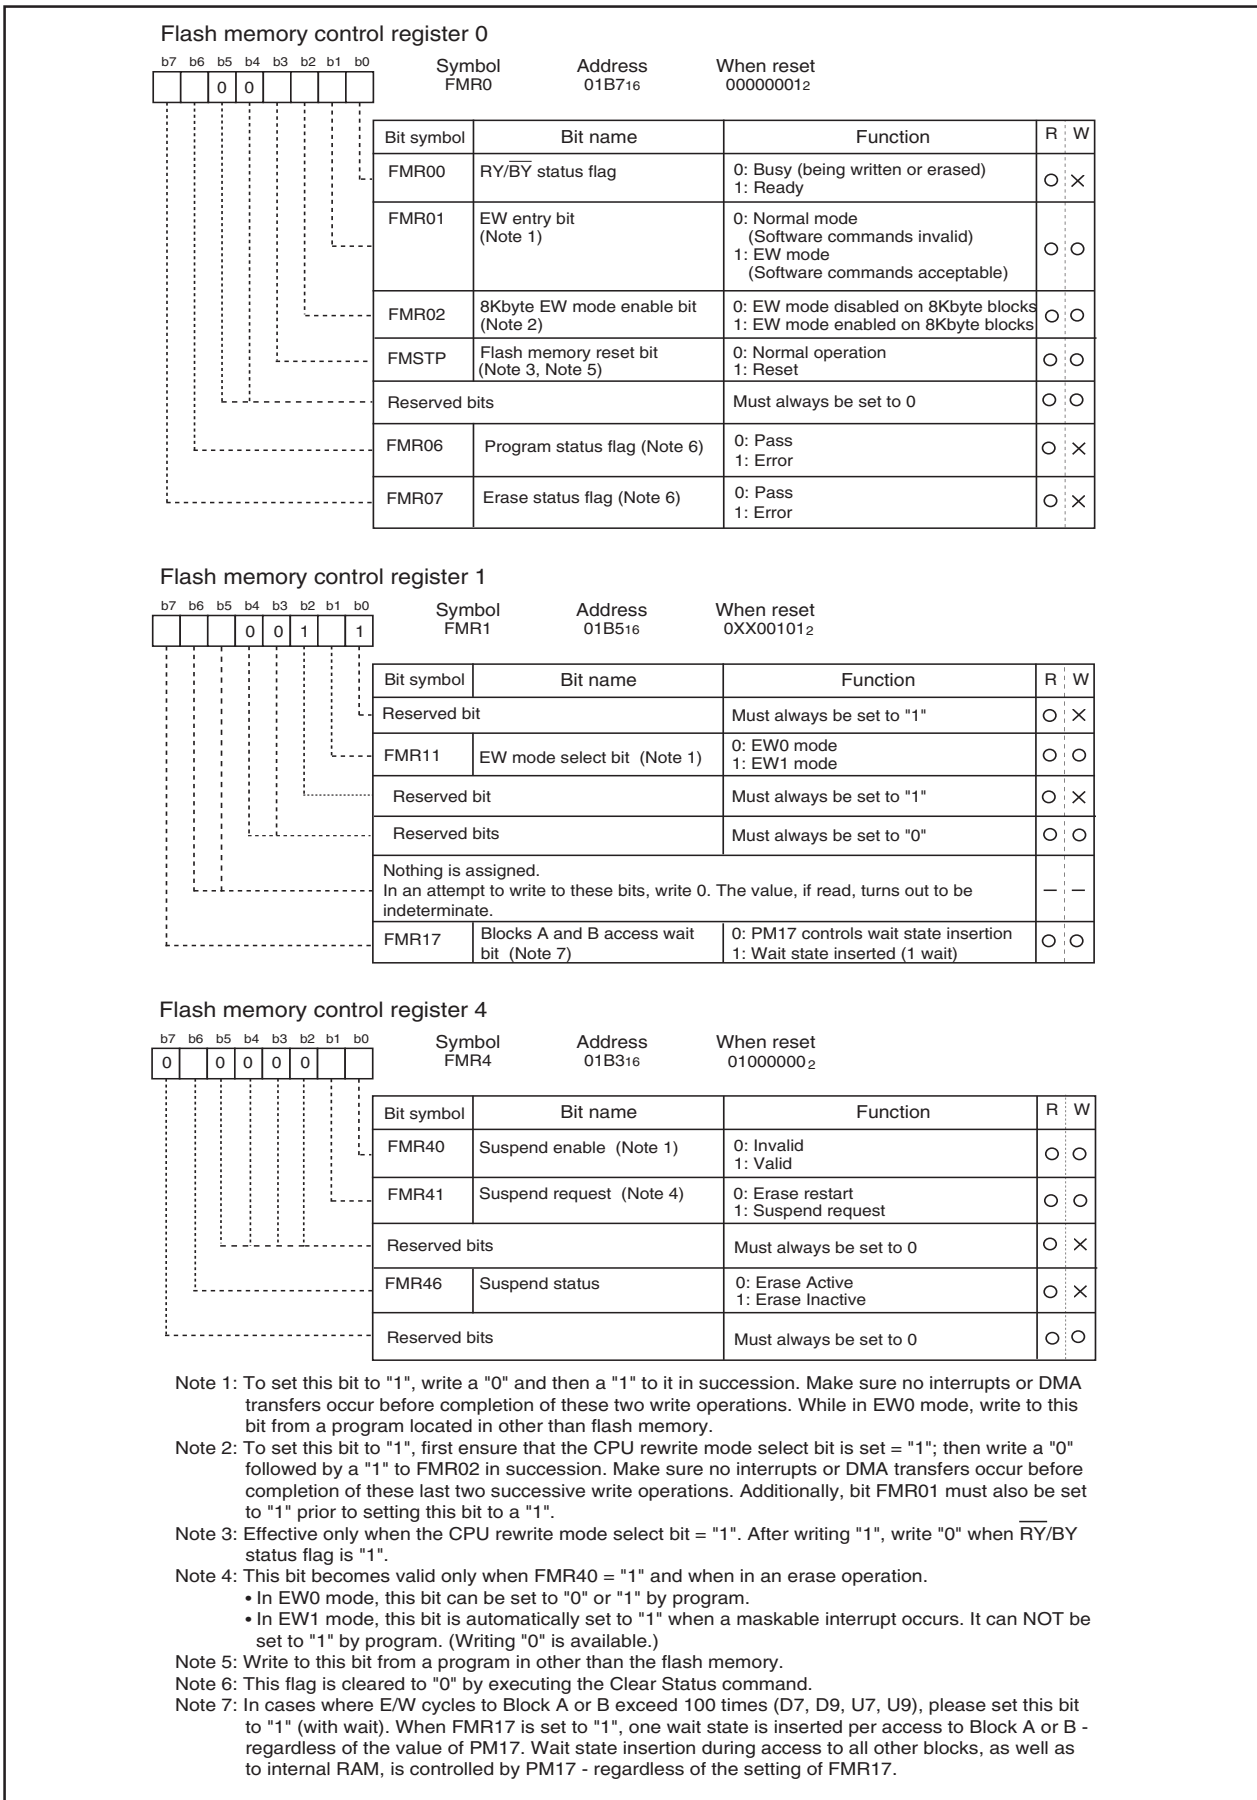 Flash memory control register 0
b7 b6 b5 b4 b3 b2 b1 b0
0 0
Symbol Address When reset
FMR0 01B716 000000012
Bit symbol Bit name Function R W
FMR00 RY/BY status flag 0: Busy (being written or erased)
1: Ready
FMR01 EW entry bit 0: Normal mode
(Note 1) (Software commands invalid)
1: EW mode
(Software commands acceptable)
FMR02 8Kbyte EW mode enable bit 0: EW mode disabled on 8Kbyte blocks
(Note 2) 1: EW mode enabled on 8Kbyte blocks
FMSTP Flash memory reset bit 0: Normal operation
(Note 3, Note 5) 1: Reset
Reserved bits Must always be set to 0
FMR06 Program status flag (Note 6) 0: Pass
1: Error
FMR07 Erase status flag (Note 6) 0: Pass
1: Error
Flash memory control register 1
b7 b6 b5 b4 b3 b2 b1 b0
0 0 1 1
Symbol Address When reset
FMR1 01B516 0XX001012
Bit symbol Bit name Function R W
Reserved bit Must always be set to "1"
FMR11 EW mode select bit (Note 1) 0: EW0 mode
1: EW1 mode
Reserved bit Must always be set to "1"
Reserved bits Must always be set to "0"
Nothing is assigned.
In an attempt to write to these bits, write 0. The value, if read, turns out to be – –
indeterminate.
FMR17 Blocks A and B access wait 0: PM17 controls wait state insertion
bit (Note 7) 1: Wait state inserted (1 wait)
Flash memory control register 4
b7 b6 b5 b4 b3 b2 b1 b0
0 0 0 0 0
Symbol Address When reset
FMR4 01B316 010000002
Bit symbol Bit name Function R W
FMR40 Suspend enable (Note 1) 0: Invalid
1: Valid
FMR41 Suspend request (Note 4) 0: Erase restart
1: Suspend request
Reserved bits Must always be set to 0
FMR46 Suspend status 0: Erase Active
1: Erase Inactive
Reserved bits Must always be set to 0
Note 1: To set this bit to "1", write a "0" and then a "1" to it in succession. Make sure no interrupts or DMA
transfers occur before completion of these two write operations. While in EW0 mode, write to this
bit from a program located in other than flash memory.
Note 2: To set this bit to "1", first ensure that the CPU rewrite mode select bit is set = "1"; then write a "0"
followed by a "1" to FMR02 in succession. Make sure no interrupts or DMA transfers occur before
completion of these last two successive write operations. Additionally, bit FMR01 must also be set
to "1" prior to setting this bit to a "1".
Note 3: Effective only when the CPU rewrite mode select bit = "1". After writing "1", write "0" when RY/BY
status flag is "1".
Note 4: This bit becomes valid only when FMR40 = "1" and when in an erase operation.
• In EW0 mode, this bit can be set to "0" or "1" by program.
• In EW1 mode, this bit is automatically set to "1" when a maskable interrupt occurs. It can NOT be
set to "1" by program. (Writing "0" is available.)
Note 5: Write to this bit from a program in other than the flash memory.
Note 6: This flag is cleared to "0" by executing the Clear Status command.
Note 7: In cases where E/W cycles to Block A or B exceed 100 times (D7, D9, U7, U9), please set this bit
to "1" (with wait). When FMR17 is set to "1", one wait state is inserted per access to Block A or B -
regardless of the value of PM17. Wait state insertion during access to all other blocks, as well as
to internal RAM, is controlled by PM17 - regardless of the setting of FMR17.